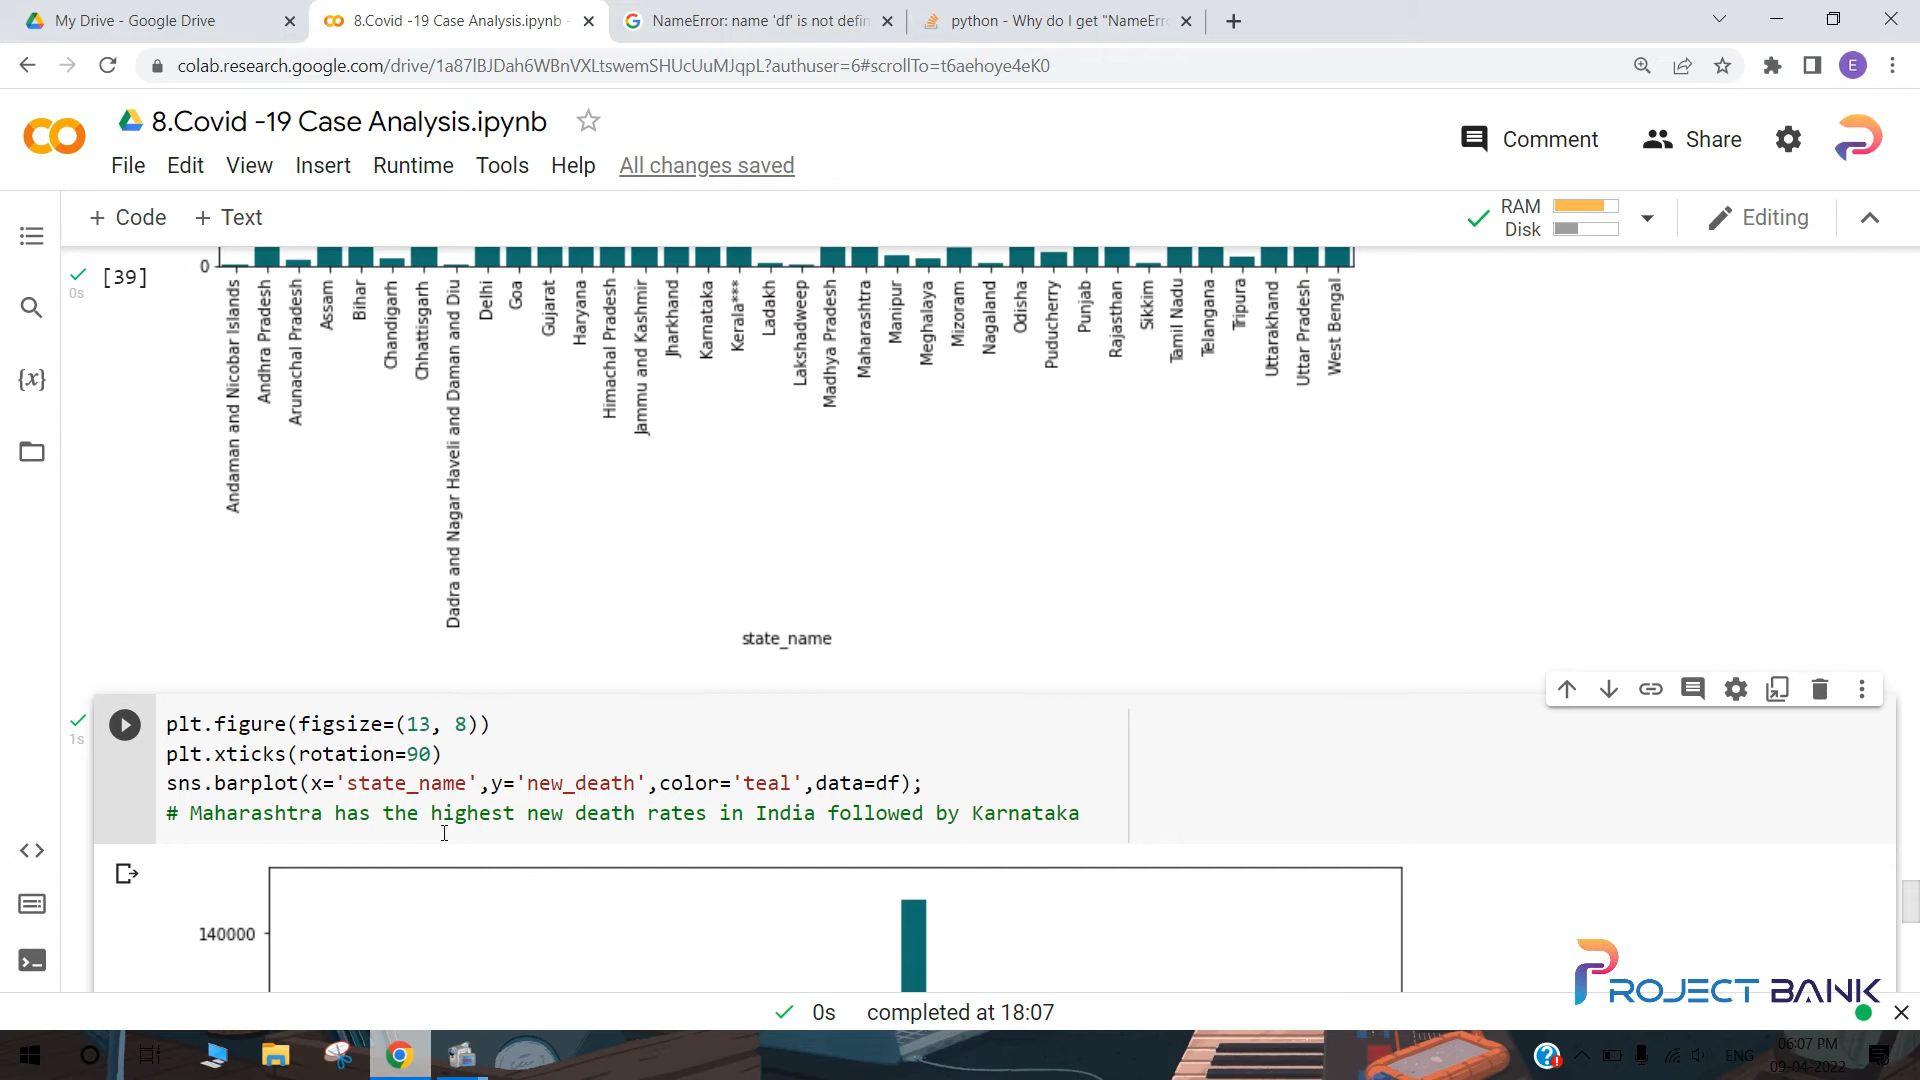 My Drive - Google Drive
8.Covid -19 Case Analysis.ipynb -
NameError: name 'df' is not defin
python - Why do I get "NameErro
colab.research.google.com/drive/1a87lBJDah6WBnVXLtswemSHUcUuMJqpL?authuser=6#scrollTo=t6aehoye4eK0
E
8.Covid -19 Case Analysis.ipynb
Comment
Share
File
Edit
View
Insert
Runtime
Tools
Help
All changes saved
+ Code
+ Text
RAM
Disk
Editing
[39]
0s
0
Andaman and Nicobar Islands
Andhra Pradesh
Arunachal Pradesh
Assam
Bihar
Chandigarh
Chhattisgarh
Dadra and Nagar Haveli and Daman and Diu
Delhi
Goa
Gujarat
Haryana
Himachal Pradesh
Jammu and Kashmir
Jharkhand
Karnataka
Kerala***
Ladakh
Lakshadweep
Madhya Pradesh
Maharashtra
Manipur
Meghalaya
Mizoram
Nagaland
Odisha
Puducherry
Punjab
Rajasthan
Sikkim
Tamil Nadu
Telangana
Tripura
Uttarakhand
Uttar Pradesh
West Bengal
state_name
1s
plt.figure(figsize=(13, 8))
plt.xticks(rotation=90)
sns.barplot(x='state_name',y='new_death',color='teal',data=df);
# Maharashtra has the highest new death rates in India followed by Karnataka
140000
PROJECT BANK
0s completed at 18:07
ENG
06:07 PM
09-04-2022